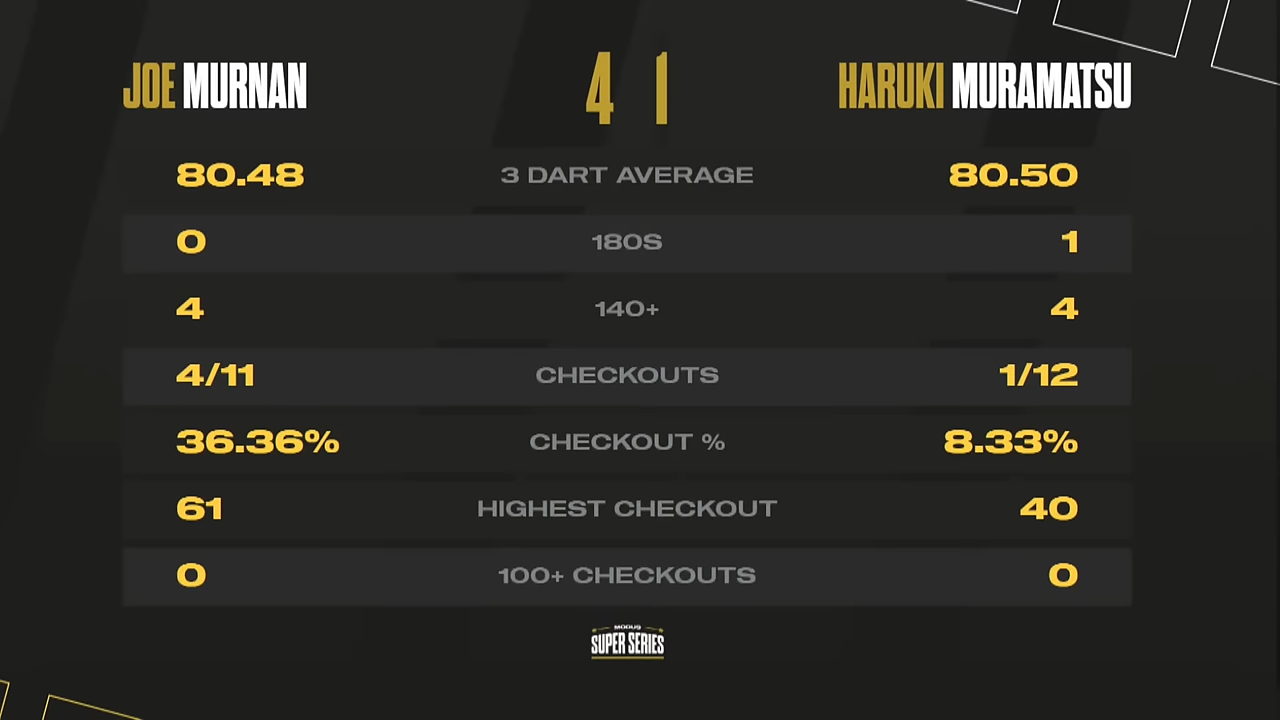 JOE MURNAN 4 1 HARUKI MURAMATSU
80.48 3 DART AVERAGE 80.50
0 180S 1
4 140+ 4
4/11 CHECKOUTS 1/12
36.36% CHECKOUT % 8.33%
61 HIGHEST CHECKOUT 40
0 100+ CHECKOUTS 0
MODUS
SUPER SERIES